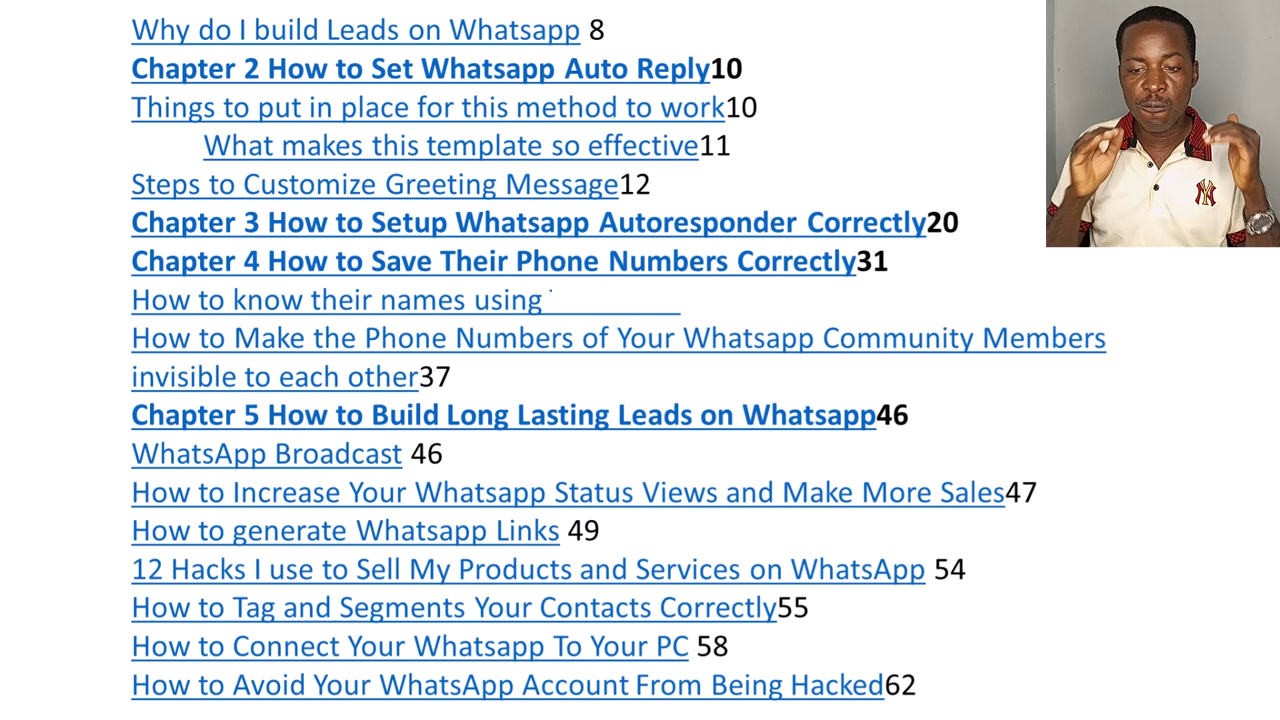 Why do I build Leads on Whatsapp 8
Chapter 2 How to Set Whatsapp Auto Reply10
Things to put in place for this method to work10
What makes this template so effective11
Steps to Customize Greeting Message12
Chapter 3 How to Setup Whatsapp Autoresponder Correctly20
Chapter 4 How to Save Their Phone Numbers Correctly31
How to know their names using
How to Make the Phone Numbers of Your Whatsapp Community Members
invisible to each other37
Chapter 5 How to Build Long Lasting Leads on Whatsapp46
WhatsApp Broadcast 46
How to Increase Your Whatsapp Status Views and Make More Sales47
How to generate Whatsapp Links 49
12 Hacks I use to Sell My Products and Services on WhatsApp 54
How to Tag and Segments Your Contacts Correctly55
How to Connect Your Whatsapp To Your PC 58
How to Avoid Your WhatsApp Account From Being Hacked62
NY